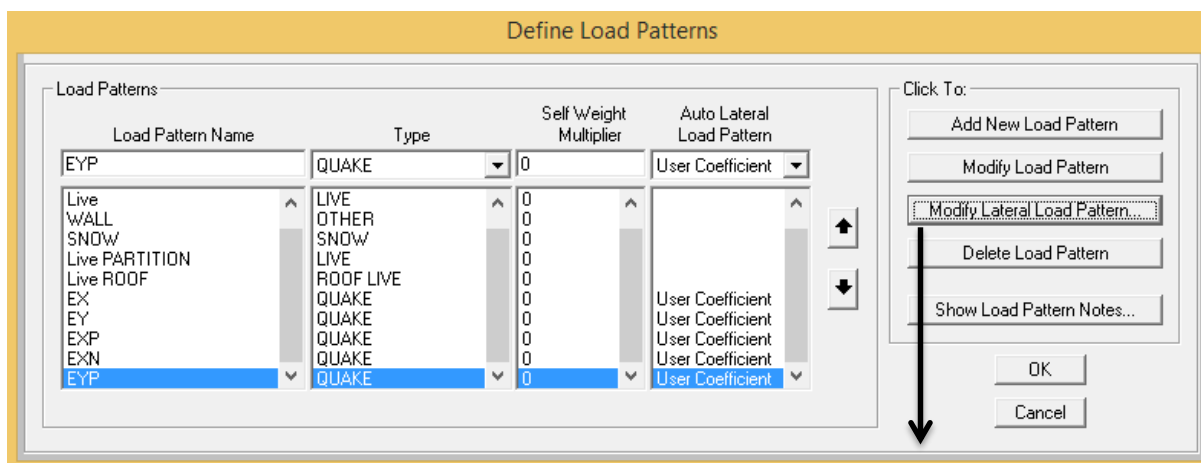 Define Load Patterns
Load Patterns
Click To:
Load Pattern Name Type Self Weight Multiplier Auto Lateral Load Pattern
EYP QUAKE 0 User Coefficient
Live LIVE 0
WALL OTHER 0
SNOW SNOW 0
Live PARTITION LIVE 0
Live ROOF ROOF LIVE 0
EX QUAKE 0 User Coefficient
EY QUAKE 0 User Coefficient
EXP QUAKE 0 User Coefficient
EXN QUAKE 0 User Coefficient
EYP QUAKE 0 User Coefficient
Add New Load Pattern
Modify Load Pattern
Modify Lateral Load Pattern...
Delete Load Pattern
Show Load Pattern Notes...
OK
Cancel